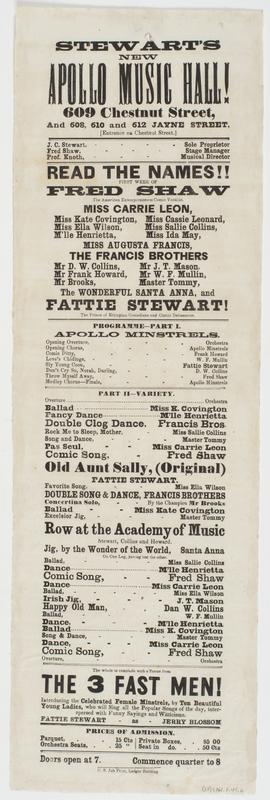 STEWART'S
NEW
APOLLO MUSIC HALL!
609 Chestnut Street,
And 608, 610 and 612 JAYNE STREET.
[Entrance on Chestnut Street.]
J. C. Stewart, - - - Sole Proprietor
Fred Shaw, - - - Stage Manager
Prof. Knoth, - - - Musical Director
READ THE NAMES!!
FIRST WEEK OF
FRED SHAW
The American Extemporaneous Comic Vocalist.
MISS CARRIE LEON,
Miss Kate Covington, Miss Cassie Leonard,
Miss Ella Wilson, Miss Sallie Collins,
M'lle Henrietta, Miss Ida May,
MISS AUGUSTA FRANCIS,
THE FRANCIS BROTHERS
Mr D. W. Collins, Mr J. T. Mason.
Mr Frank Howard, Mr W. F. Mullin,
Mr Brooks, Master Tommy,
The WONDERFUL SANTA ANNA, and
FATTIE STEWART!
The Prince of Ethiopian Comedians and Comic Delineators.
PROGRAMME—PART I.
APOLLO MINSTRELS.
Opening Overture, - - - Orchestra
Opening Chorus, - - - Apollo Minstrels
Comic Ditty, - - - Frank Howard
Love's Chidings, - - - W. F. Mullin
Sly Young Coon, - - - Fattie Stewart
Don't Cry So, Norah, Darling, - - - D. W. Collins
Throw Myself Away, - - - Fred Shaw
Medley Chorus—Finale, - - - Apollo Minstrels
PART II—VARIETY.
Overture - - - Orchestra
Ballad - - - Miss K. Covington
Fancy Dance - - - M'lle Henrietta
Double Clog Dance. Francis Bros
Rock Me to Sleep, Mother. Miss Sallie Collins
Song and Dance, - - - Master Tommy
Pas Seul, - - - Miss Carrie Leon
Comic Song, - - - Fred Shaw
Old Aunt Sally, (Original)
FATTIE STEWART.
Favorite Song. Miss Ella Wilson
DOUBLE SONG & DANCE, FRANCIS BROTHERS
Concertina Solo, - By the Champion Mr Brooks
Ballad - - - Miss Kate Covington
Excelsior Jig, Master Tommy
Row at the Academy of Music
Stewart, Collins and Howard.
Jig, by the Wonder of the World, Santa Anna
On One Leg, having lost the other.
Ballad, Miss Sallie Collins
Dance - - - M'lle Henrietta
Comic Song, - - - Fred Shaw
Dance - - - Miss Carrie Leon
Ballad, Miss Ella Wilson
Irish Jig, - - - J. T. Mason
Happy Old Man, Dan W. Collins
Ballad, W. F. Mullin
Dance. - - - M'lle Henrietta
Ballad - - - Miss K. Covington
Song & Dance, - - - Master Tommy
Dance, - - - Miss Carrie Leon
Comic Song - - - Fred Shaw
Overture, Orchestra
The whole to conclude with a Terpsi from
THE 3 FAST MEN!
Introducing the Celebrated Female Minstrels, by Ten Beautiful
Young Ladies, who will Sing all the Popular Songs of the day, inter-
spersed with Funny Sayings and Witticisms.
FATTIE STEWART as JERRY BLOSSOM
PRICES OF ADMISSION.
Parquet, - - 15 Cts Private Boxes, - - $5 00
Orchestra Seats, - - 25 " Seat in do. - - 50 Cts
Doors open at 7. Commence quarter to 8
U. S. Job Print, Ledger Building